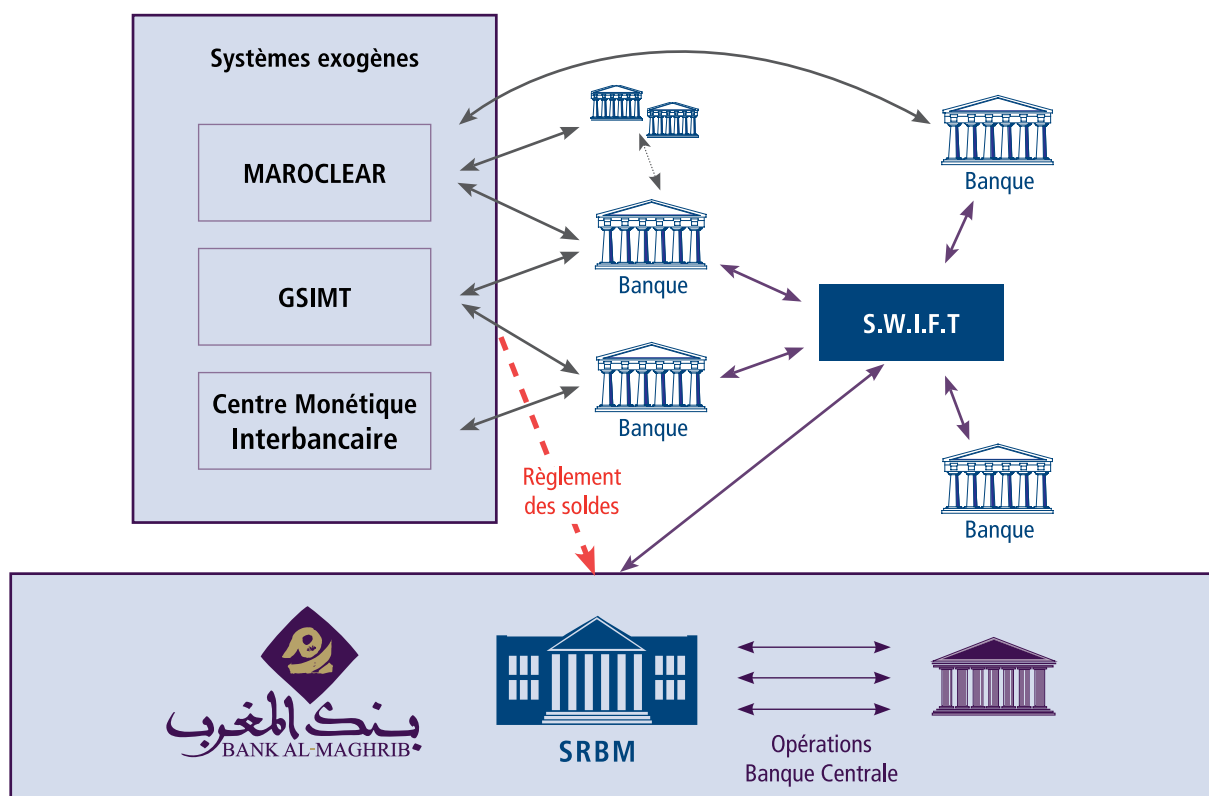 Systèmes exogènes
MAROCLEAR
GSIMT
Centre Monétique
Interbancaire
Banque
Banque
Banque
S.W.I.F.T
Banque
Règlement
des soldes
بنك المغرب
BANK AL-MAGHRIB
SRBM
Opérations
Banque Centrale